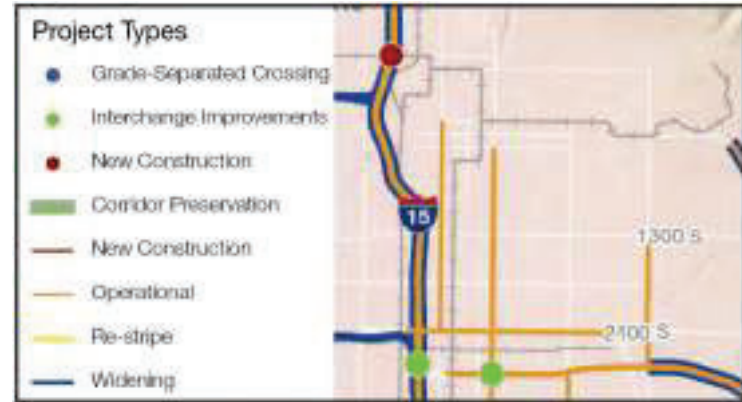 Project Types
Grade-Separated Crossing
Interchange Improvements
New Construction
Corridor Preservation
New Construction
Operational
Re-stripe
Widening
15
1300 S
2100 S